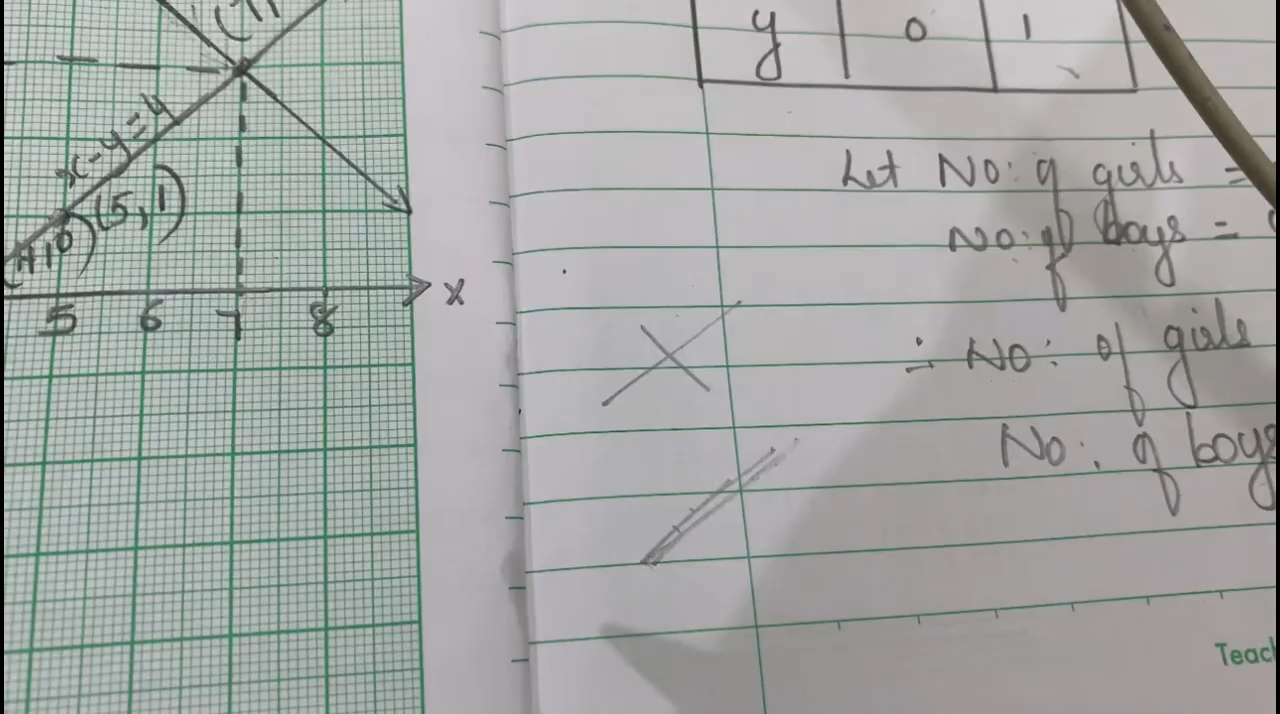 x-y=4
(5,1)
5 6 7 8 x
y 0 1
Let No: of girls =
No: of boys =
∴ No: of girls
No: of boys
Teac